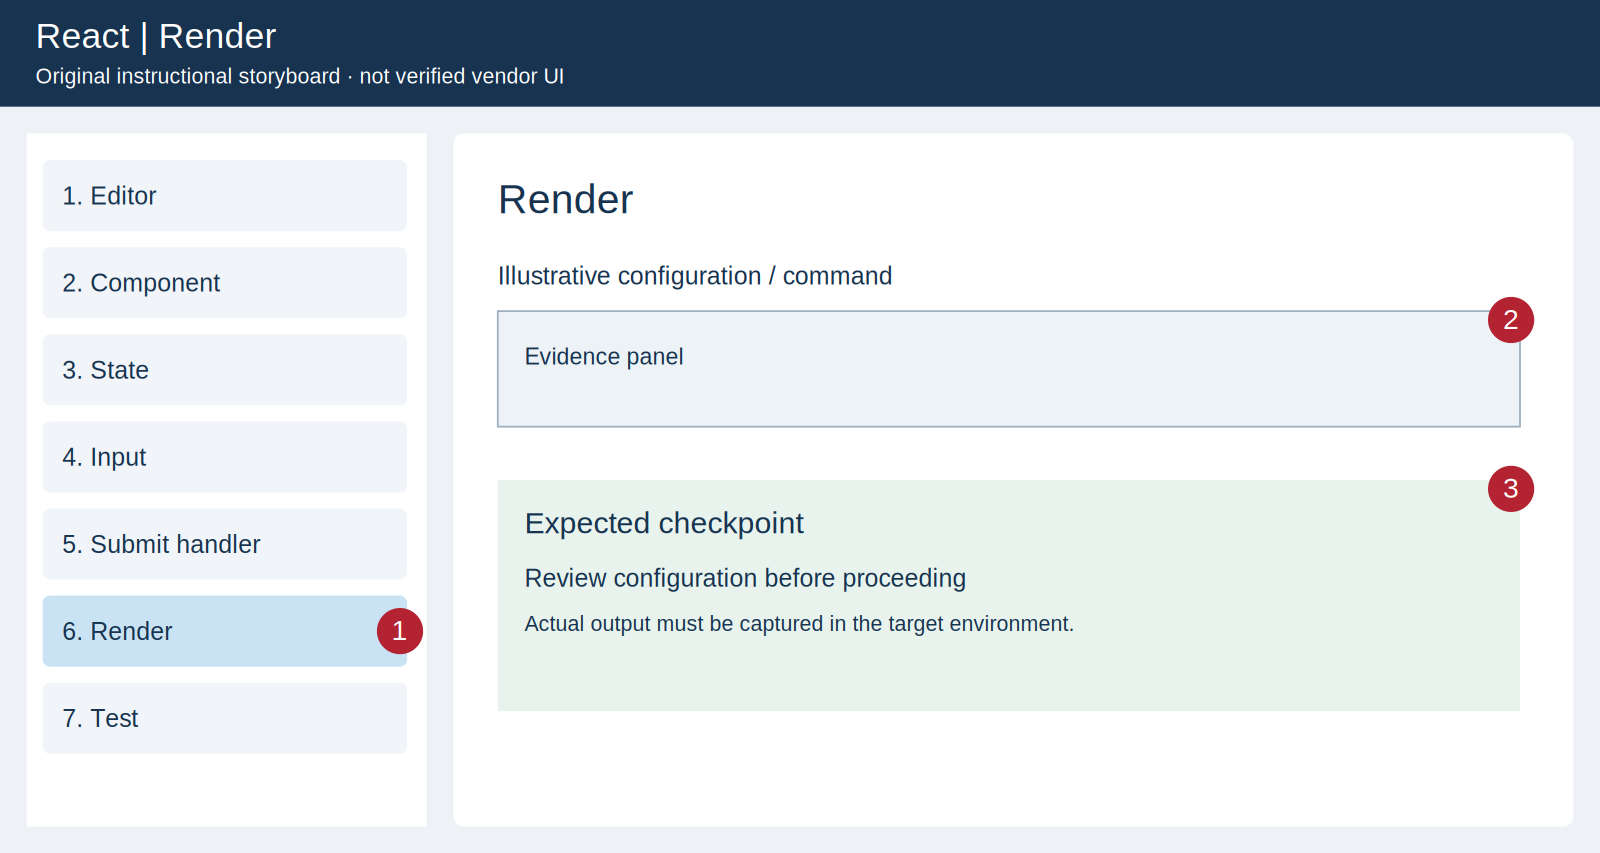 React | Render
Original instructional storyboard · not verified vendor UI
1. Editor
2. Component
3. State
4. Input
5. Submit handler
6. Render
1
7. Test
Render
Illustrative configuration / command
2
Evidence panel
3
Expected checkpoint
Review configuration before proceeding
Actual output must be captured in the target environment.